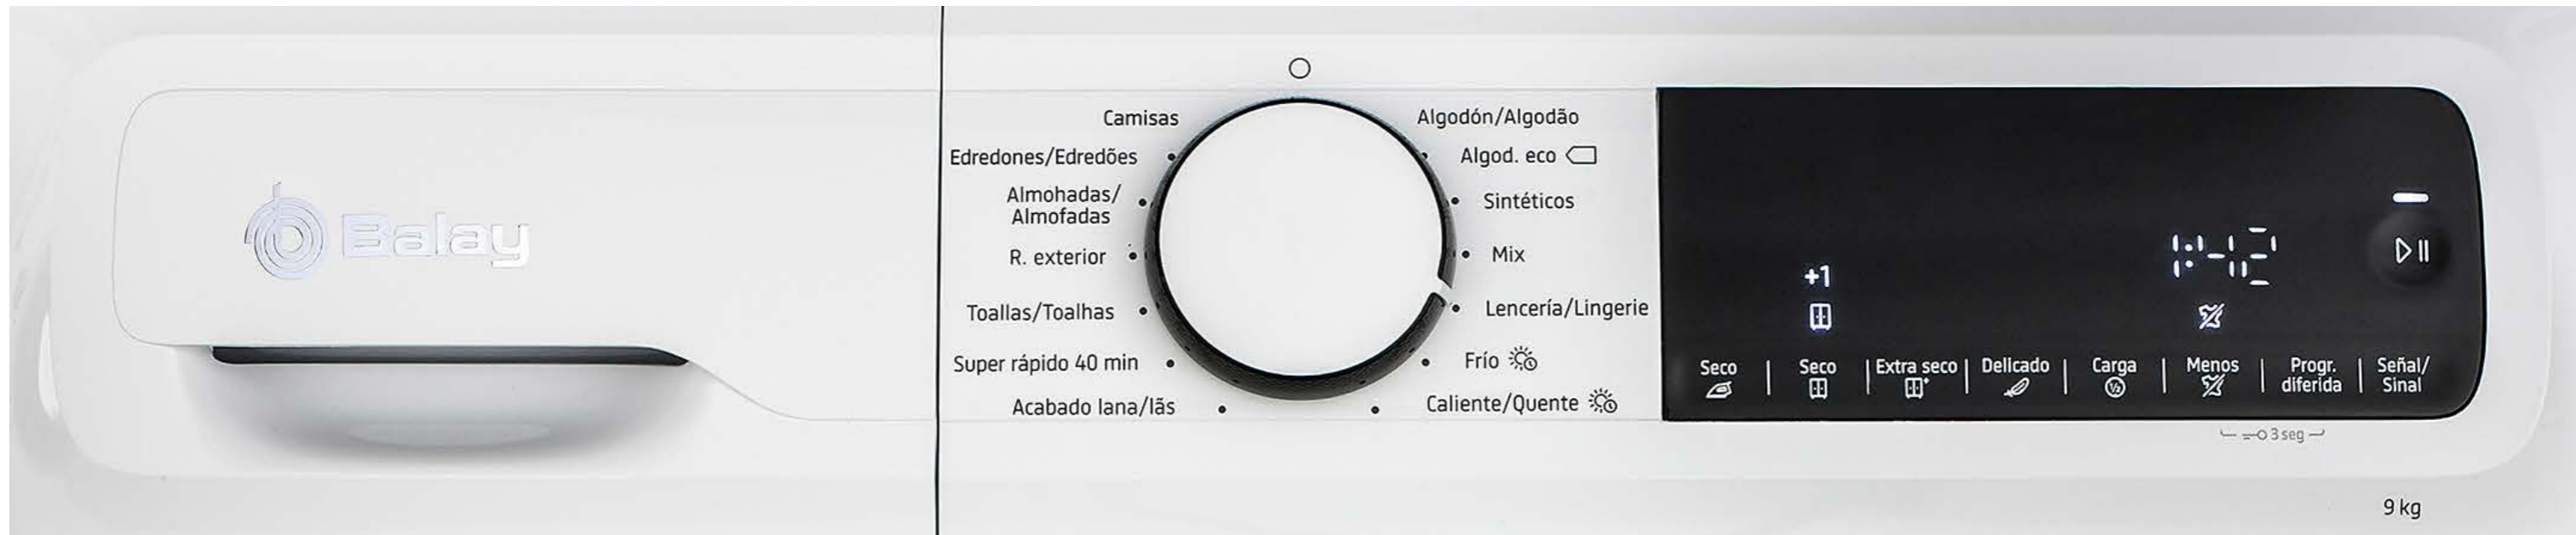 Balay
Camisas
Edredones/Edredões
Almohadas/
Almofadas
R. exterior
Toallas/Toalhas
Super rápido 40 min
Acabado lana/lãs
Algodón/Algodão
Algod. eco
Sintéticos
Mix
Lencería/Lingerie
Frío
Caliente/Quente
+1
1:42
Seco
Seco
Extra seco
Delicado
Carga
½
Menos
Progr.
diferida
Señal/
Sinal
3 seg
9 kg